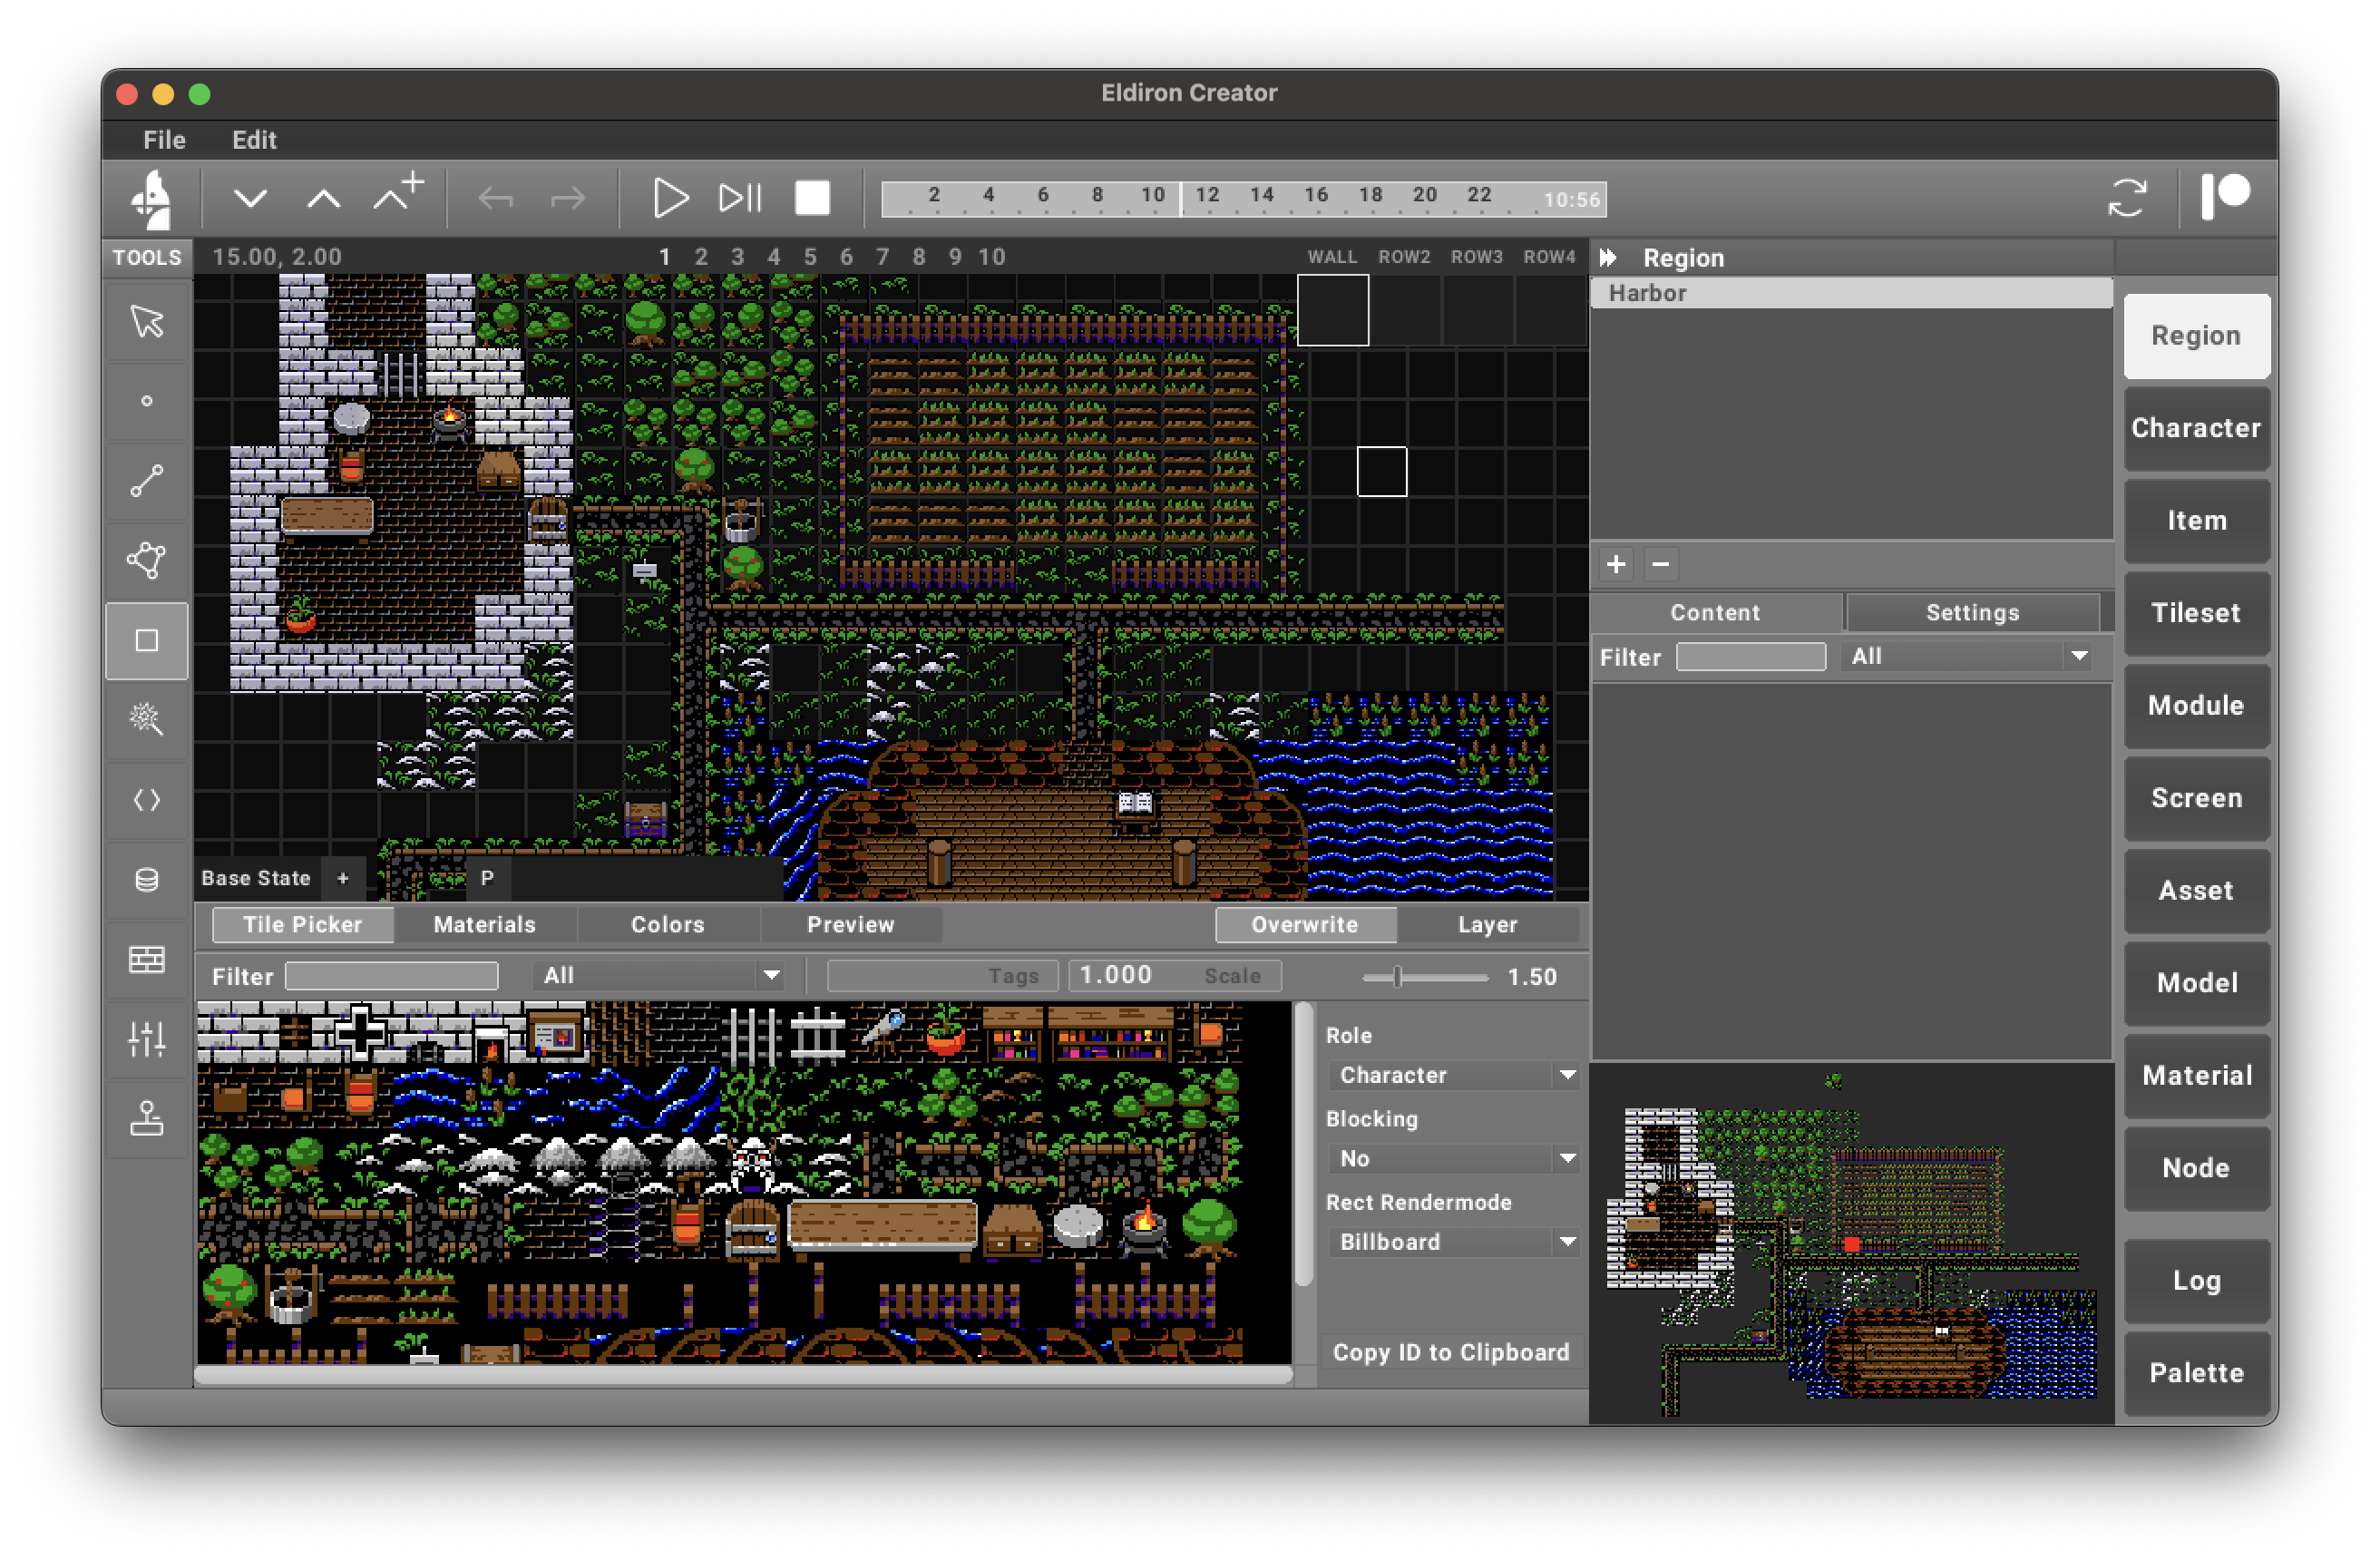 Eldiron Creator
File Edit
2 4 6 8 10 12 14 16 18 20 22 10:56
TOOLS 15.00, 2.00 1 2 3 4 5 6 7 8 9 10 WALL ROW2 ROW3 ROW4
Region
Harbor
Content Settings
Filter All
Base State + P
Tile Picker Materials Colors Preview Overwrite Layer
Filter All Tags 1.000 Scale 1.50
Role
Character
Blocking
No
Rect Rendermode
Billboard
Copy ID to Clipboard
Region
Character
Item
Tileset
Module
Screen
Asset
Model
Material
Node
Log
Palette